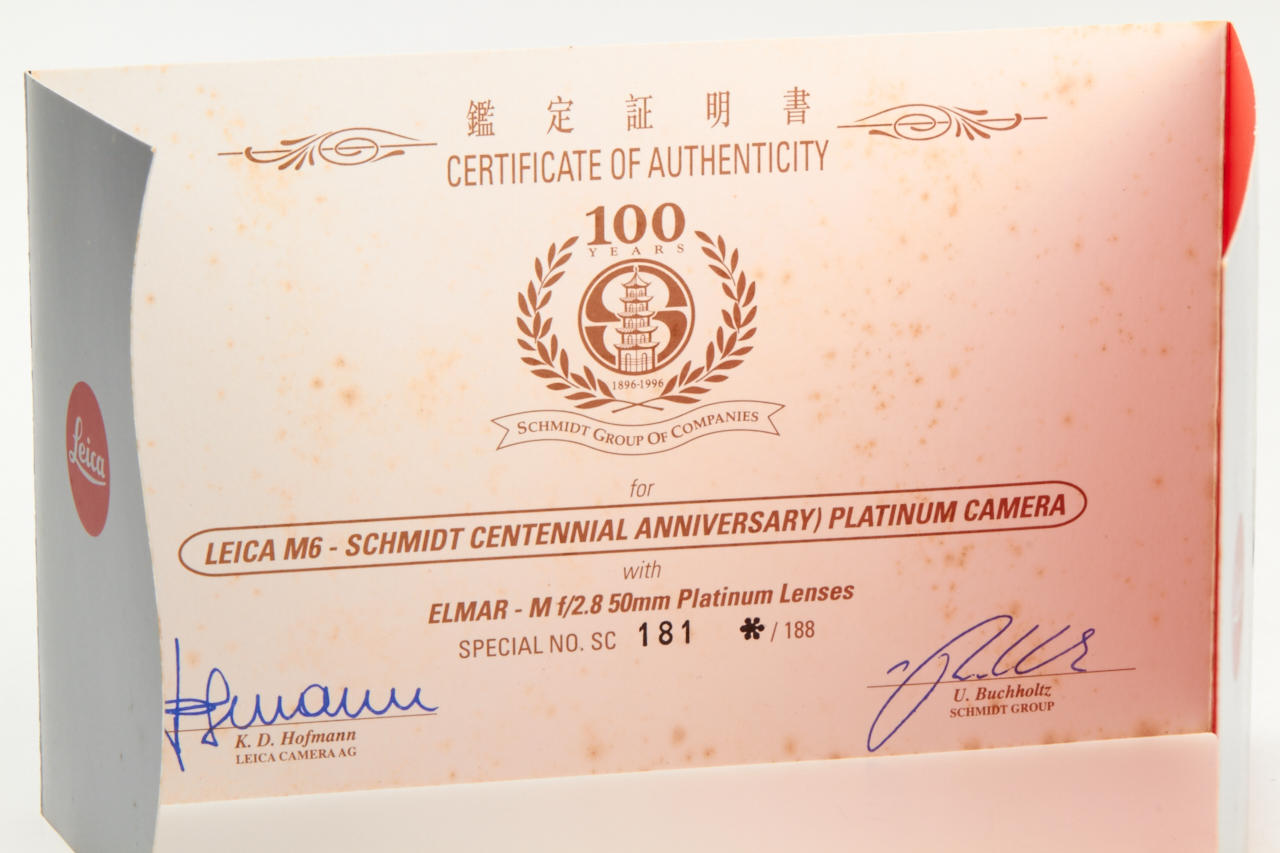 鑑定証明書
CERTIFICATE OF AUTHENTICITY
100
YEARS
1896-1996
SCHMIDT GROUP OF COMPANIES
for
LEICA M6 - SCHMIDT CENTENNIAL ANNIVERSARY) PLATINUM CAMERA
with
ELMAR - M f/2.8 50mm Platinum Lenses
SPECIAL NO. SC 181 * / 188
Hofmann
K. D. Hofmann
LEICA CAMERA AG
U. Buchholtz
SCHMIDT GROUP
Leica